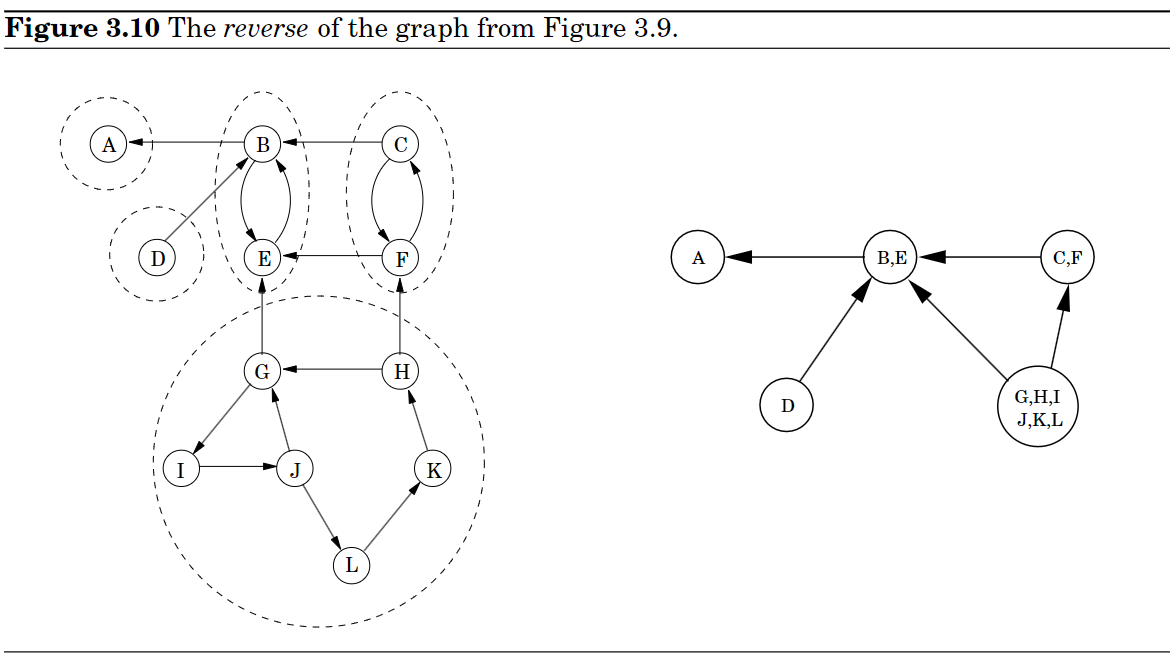 Figure 3.10 The reverse of the graph from Figure 3.9.
A
B
C
D
E
F
G
H
I
J
K
L
A
B,E
C,F
D
G,H,I
J,K,L